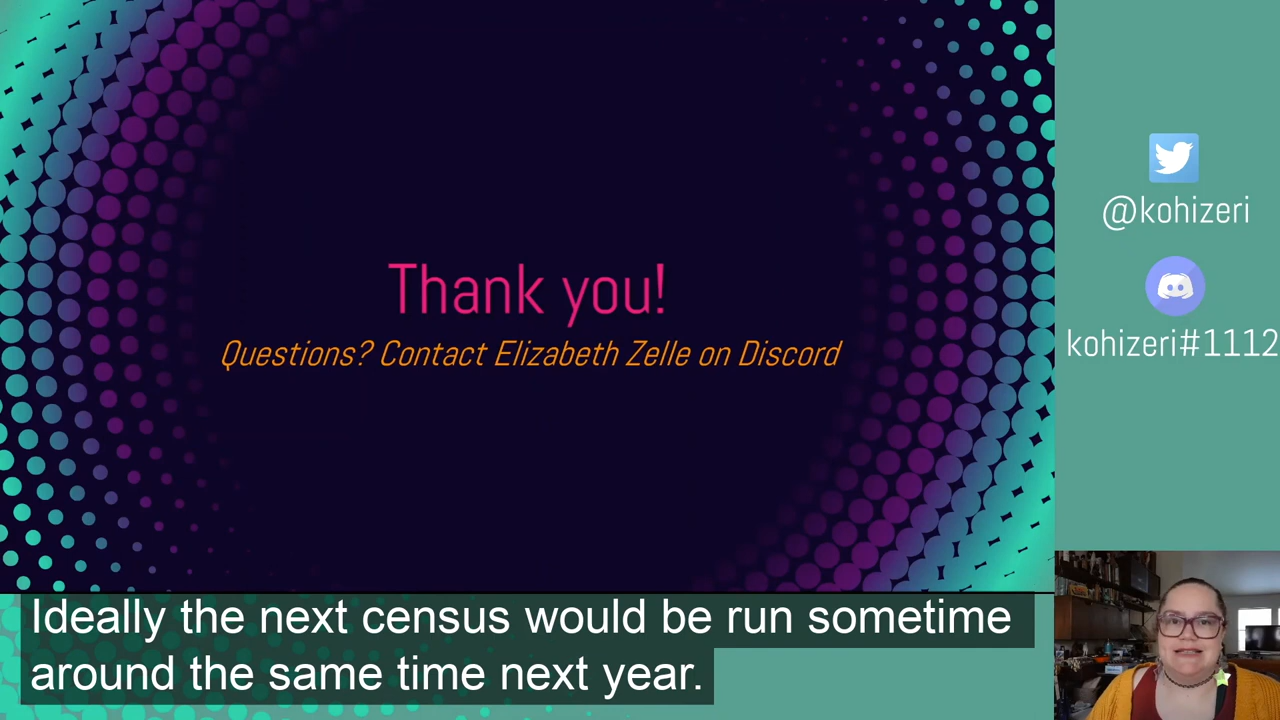 Thank you!
Questions? Contact Elizabeth Zelle on Discord
@kohizeri
kohizeri#1112
Ideally the next census would be run sometime
around the same time next year.